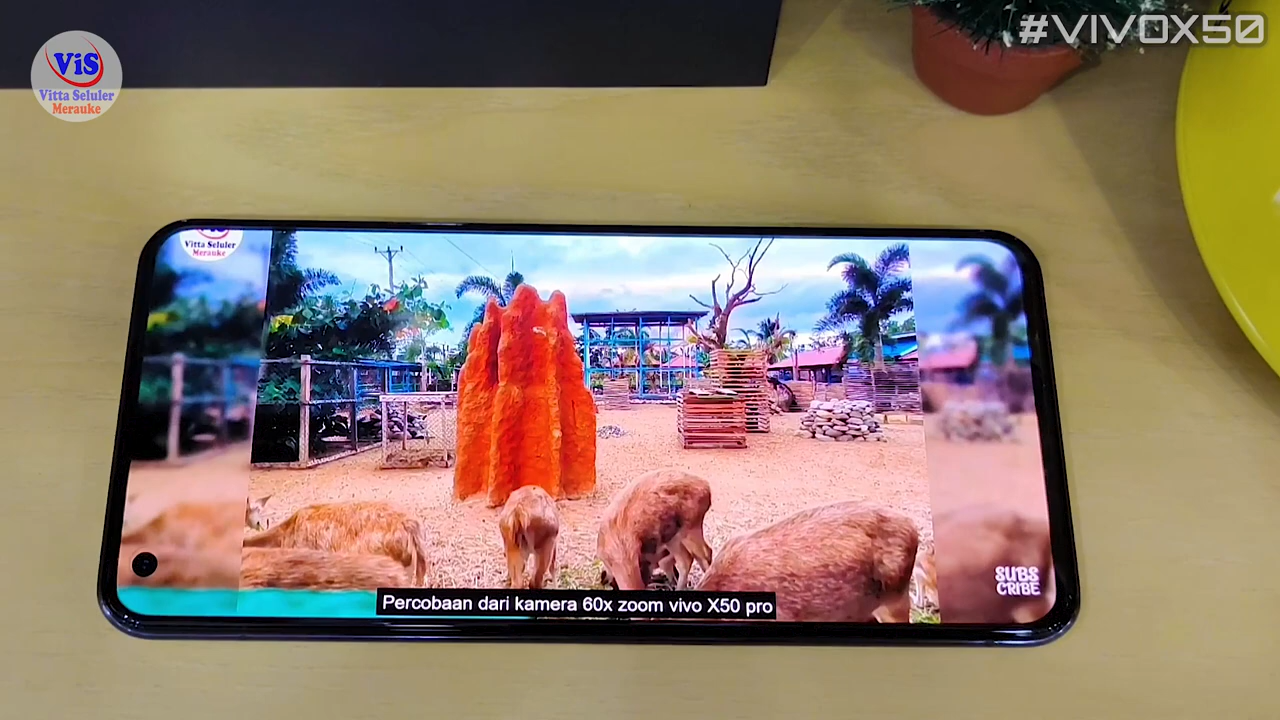 #VIVOX50
ViS
Vitta Seluler
Merauke
Vitta Seluler
Merauke
SUBS
CRIBE
Percobaan dari kamera 60x zoom vivo X50 pro